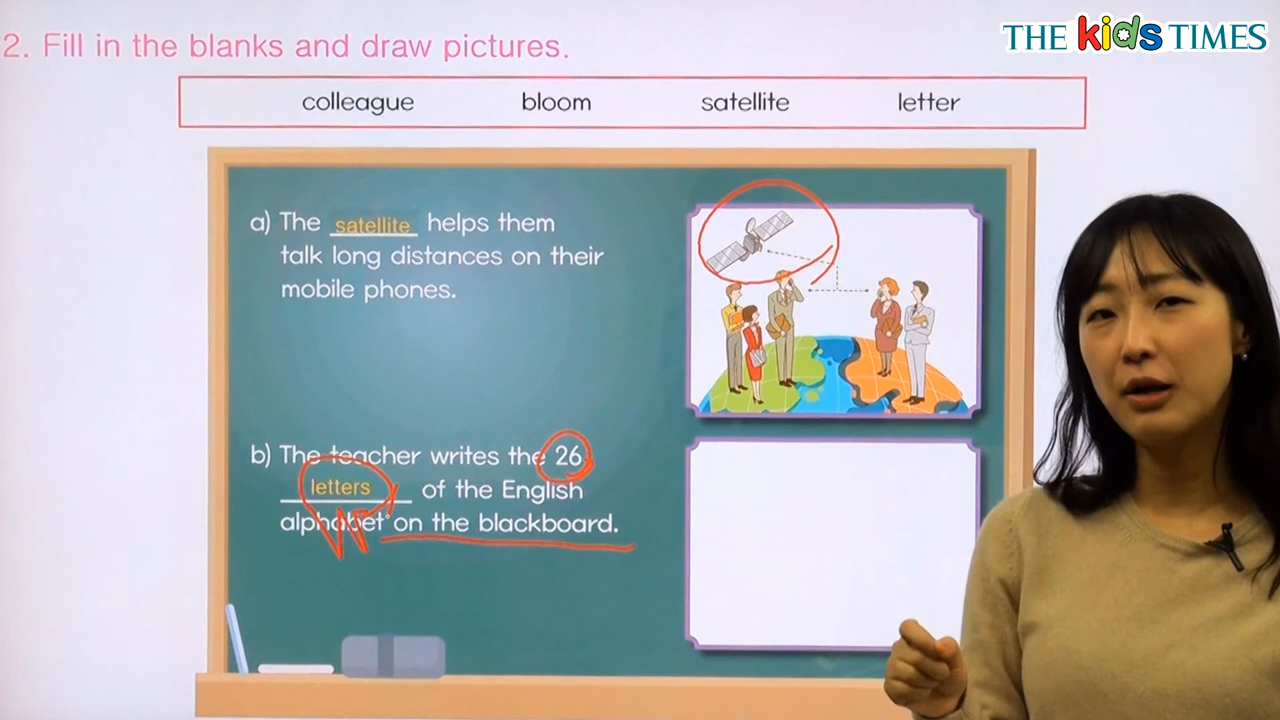 2. Fill in the blanks and draw pictures.
THE kids TIMES
colleague bloom satellite letter
a) The satellite helps them
talk long distances on their
mobile phones.
b) The teacher writes the 26
letters of the English
alphabet on the blackboard.